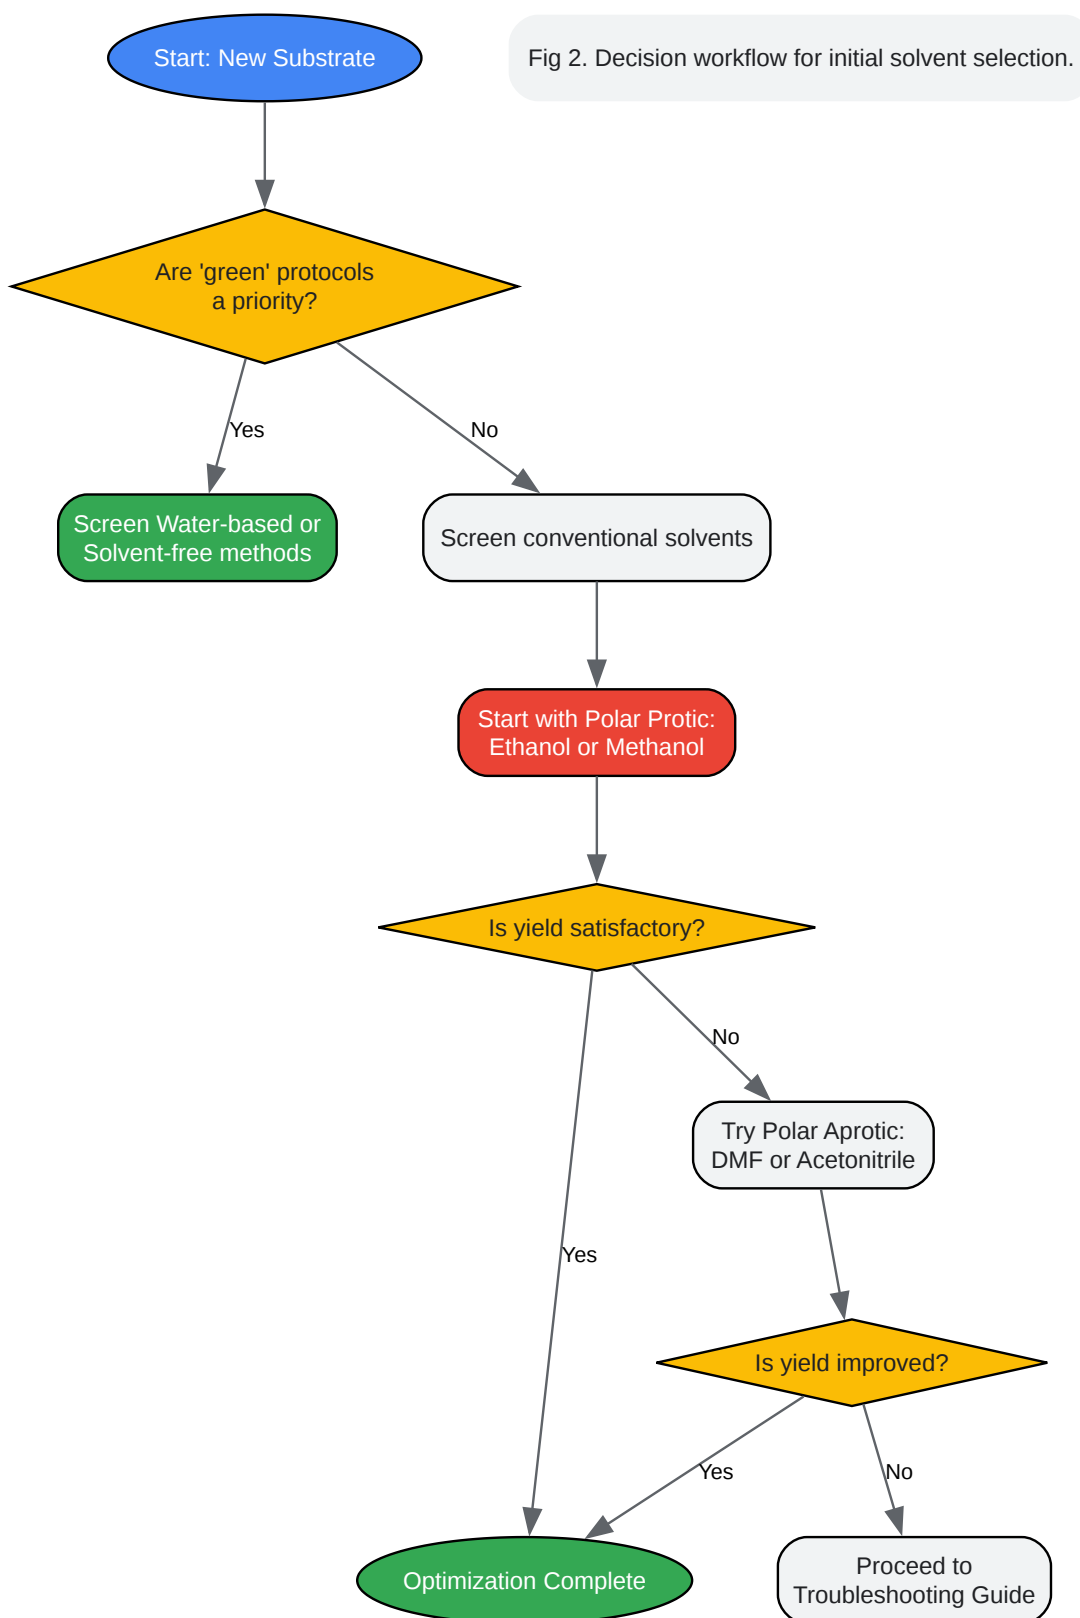 Start: New Substrate
Fig 2. Decision workflow for initial solvent selection.
Are 'green' protocols
a priority?
Yes
No
Screen Water-based or
Solvent-free methods
Screen conventional solvents
Start with Polar Protic:
Ethanol or Methanol
Is yield satisfactory?
No
Try Polar Aprotic:
DMF or Acetonitrile
Yes
Is yield improved?
Yes
No
Optimization Complete
Proceed to
Troubleshooting Guide